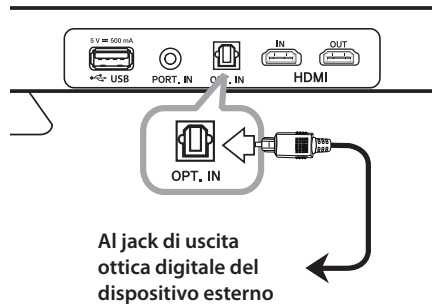 5 V ⎓ 500 mA
IN
OUT
USB
PORT. IN
OPT. IN
HDMI
OPT. IN
Al jack di uscita
ottica digitale del
dispositivo esterno